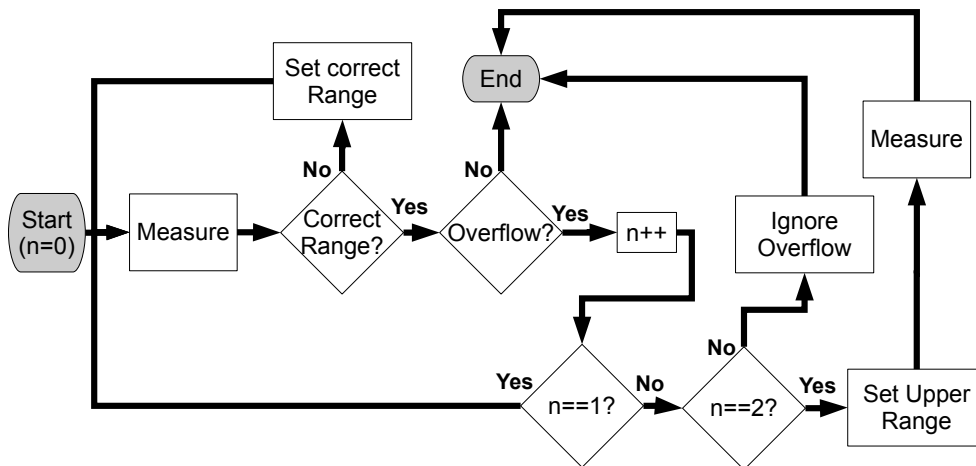 Set correct
Range
End
Measure
No
No
Start
(n=0)
Measure
Correct
Range?
Yes
Overflow?
Yes
n++
Ignore
Overflow
Yes
n==1?
No
No
n==2?
Yes
Set Upper
Range